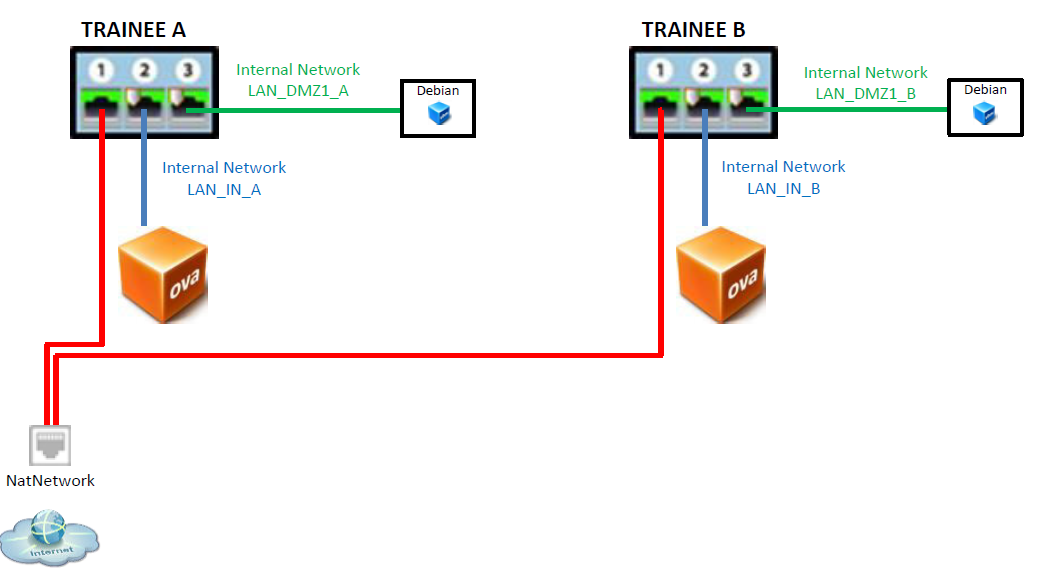 TRAINEE A
1 2 3
Internal Network
LAN_DMZ1_A
Debian
Internal Network
LAN_IN_A
ova
TRAINEE B
1 2 3
Internal Network
LAN_DMZ1_B
Debian
Internal Network
LAN_IN_B
ova
NatNetwork
Internet